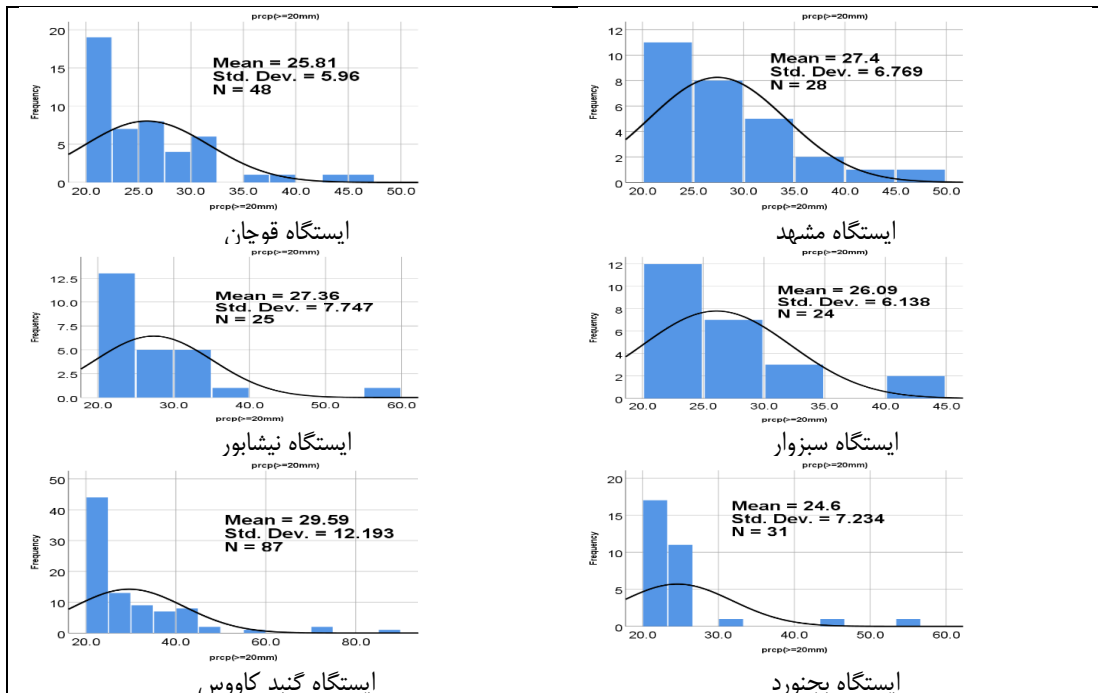 prcp(>=20mm)
20
15
10
5
0
Frequency
Mean = 25.81
Std. Dev. = 5.96
N = 48
20.0 25.0 30.0 35.0 40.0 45.0 50.0
prcp(>=20mm)
ایستگاه قوچان
prcp(>=20mm)
12
10
8
6
4
2
0
Frequency
Mean = 27.4
Std. Dev. = 6.769
N = 28
20.0 25.0 30.0 35.0 40.0 45.0 50.0
prcp(>=20mm)
ایستگاه مشهد
prcp(>=20mm)
12.5
10.0
7.5
5.0
2.5
0.0
Frequency
Mean = 27.36
Std. Dev. = 7.747
N = 25
20.0 30.0 40.0 50.0 60.0
prcp(>=20mm)
ایستگاه نیشابور
prcp(>=20mm)
12
10
8
6
4
2
0
Frequency
Mean = 26.09
Std. Dev. = 6.138
N = 24
20.0 25.0 30.0 35.0 40.0 45.0
prcp(>=20mm)
ایستگاه سبزوار
prcp(>=20mm)
50
40
30
20
10
0
Frequency
Mean = 29.59
Std. Dev. = 12.193
N = 87
20.0 40.0 60.0 80.0
prcp(>=20mm)
ایستگاه گنبد کاووس
prcp(>=20mm)
20
15
10
5
0
Frequency
Mean = 24.6
Std. Dev. = 7.234
N = 31
20.0 30.0 40.0 50.0 60.0
prcp(>=20mm)
ایستگاه بجنورد